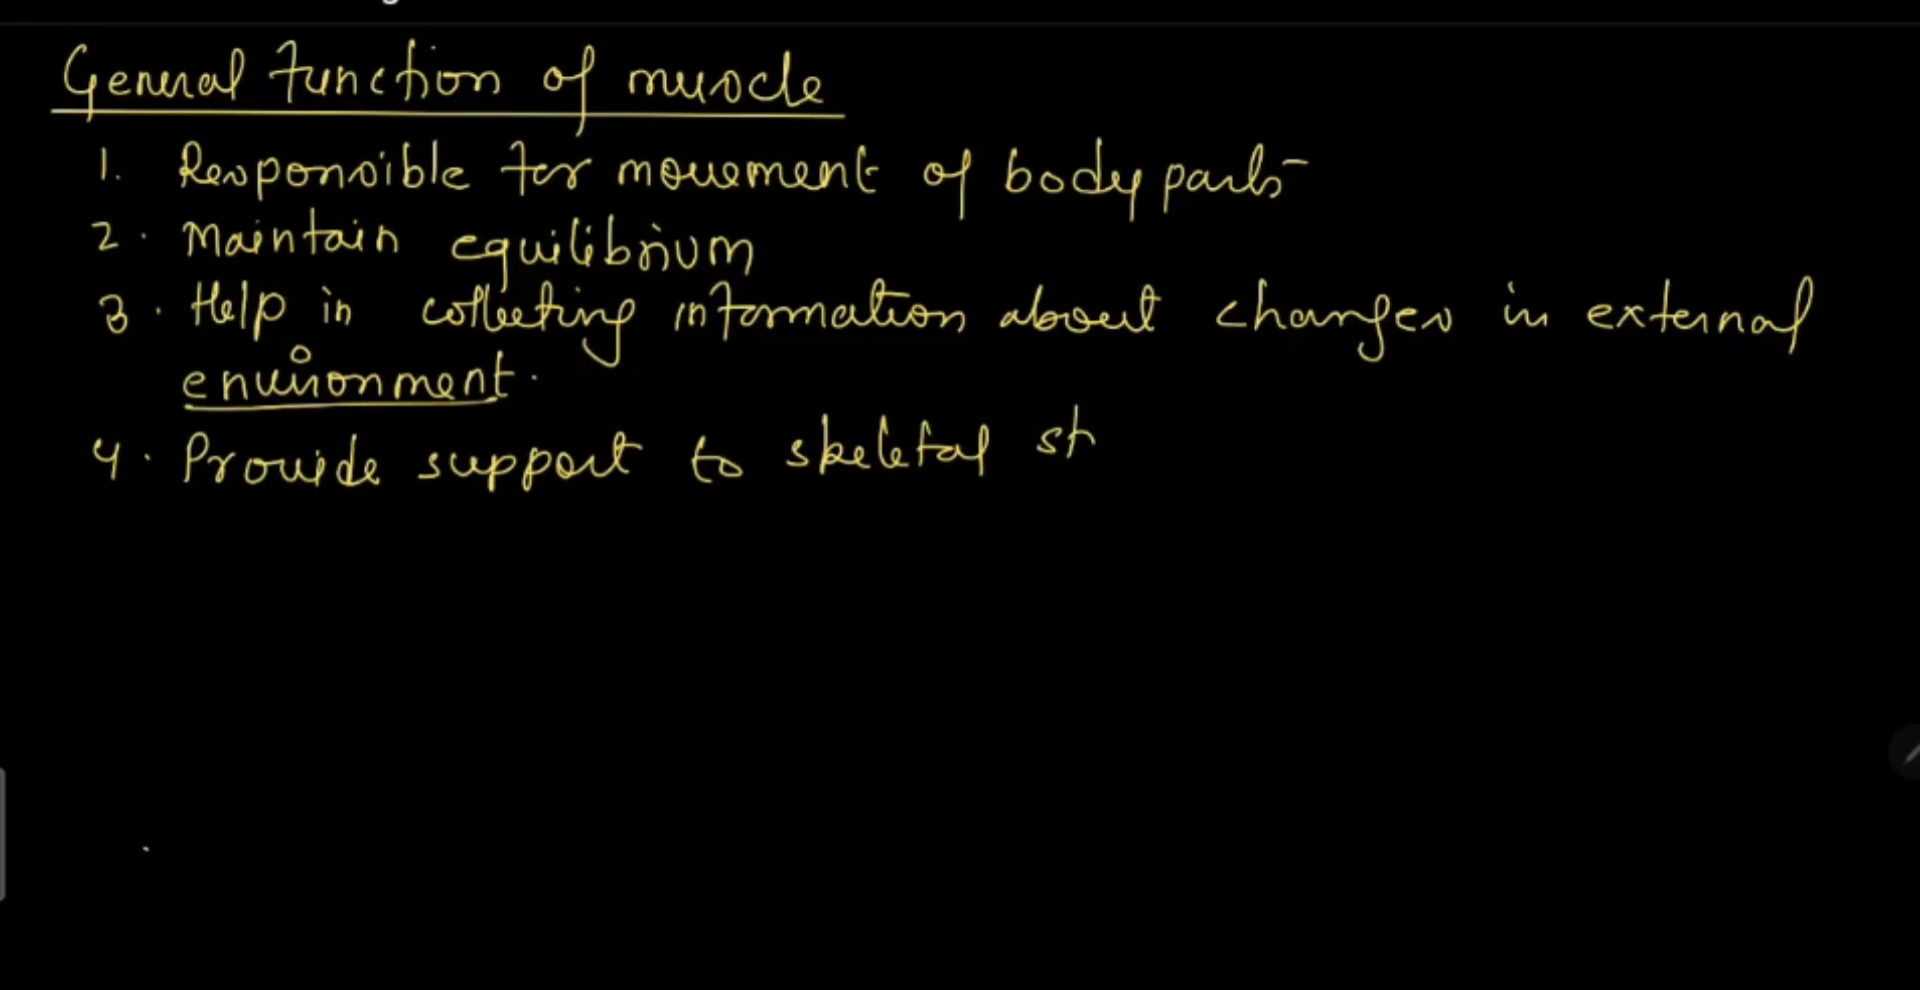 General function of muscle
1. Responsible for movement of body parts
2. Maintain equilibrium
3. Help in collecting information about changes in external
environment.
4. Provide support to skeletal st